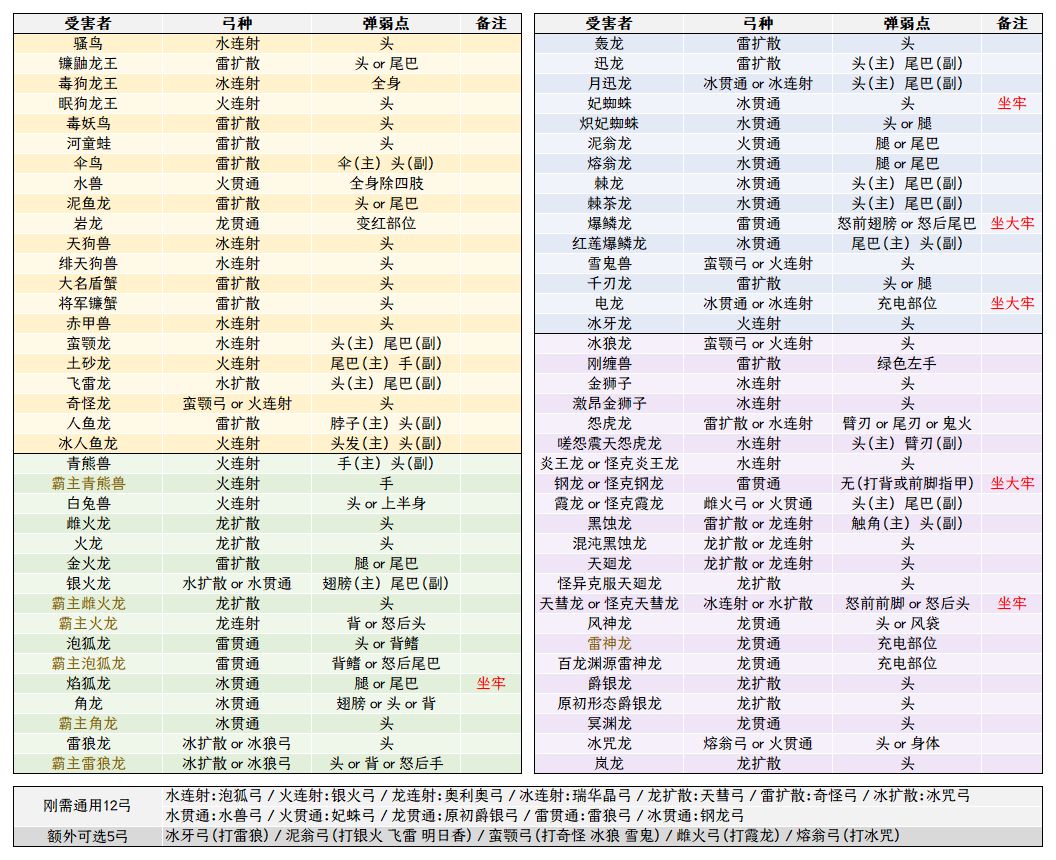 受害者 弓种 弹弱点 备注
骚鸟 水连射 头
镰鼬龙王 雷扩散 头 or 尾巴
毒狗龙王 冰连射 全身
眠狗龙王 火连射 头
毒妖鸟 雷扩散 头
河童蛙 雷扩散 头
伞鸟 雷扩散 伞(主) 头(副)
水兽 火贯通 全身除四肢
泥鱼龙 雷扩散 头 or 尾巴
岩龙 龙贯通 变红部位
天狗兽 冰连射 头
绯天狗兽 水连射 头
大名盾蟹 雷扩散 头
将军镰蟹 雷扩散 头
赤甲兽 水连射 头
蛮颚龙 水连射 头(主) 尾巴(副)
土砂龙 火连射 尾巴(主) 手(副)
飞雷龙 水扩散 头(主) 尾巴(副)
奇怪龙 蛮颚弓 or 火连射 头
人鱼龙 雷扩散 脖子(主) 头(副)
冰人鱼龙 火连射 头发(主) 头(副)
青熊兽 火连射 手(主) 头(副)
霸主青熊兽 火连射 手
白兔兽 火连射 头 or 上半身
雌火龙 龙扩散 头
火龙 龙扩散 头
金火龙 雷扩散 腿 or 尾巴
银火龙 水扩散 or 水贯通 翅膀(主) 尾巴(副)
霸主雌火龙 龙扩散 头
霸主火龙 龙连射 背 or 怒后头
泡狐龙 雷贯通 头 or 背鳍
霸主泡狐龙 雷贯通 背鳍 or 怒后尾巴
焰狐龙 冰贯通 腿 or 尾巴 坐牢
角龙 冰贯通 翅膀 or 头 or 背
霸主角龙 冰贯通 头
雷狼龙 冰扩散 or 冰狼弓 头
霸主雷狼龙 冰扩散 or 冰狼弓 头 or 背 or 怒后手
受害者 弓种 弹弱点 备注
轰龙 雷扩散 头
迅龙 雷扩散 头(主) 尾巴(副)
月迅龙 冰贯通 or 冰连射 头(主) 尾巴(副)
妃蜘蛛 冰贯通 头 坐牢
炽妃蜘蛛 水贯通 头 or 腿
泥翁龙 火贯通 腿 or 尾巴
熔翁龙 水贯通 腿 or 尾巴
棘龙 冰贯通 头(主) 尾巴(副)
棘茶龙 水贯通 头(主) 尾巴(副)
爆鳞龙 雷贯通 怒前翅膀 or 怒后尾巴 坐大牢
红莲爆鳞龙 冰贯通 尾巴(主) 头(副)
雪鬼兽 蛮颚弓 or 火连射 头
千刃龙 雷扩散 头 or 腿
电龙 冰贯通 or 冰连射 充电部位 坐大牢
冰牙龙 火连射 头
冰狼龙 蛮颚弓 or 火连射 头
刚缠兽 雷扩散 绿色左手
金狮子 冰连射 头
激昂金狮子 冰连射 头
怨虎龙 雷扩散 or 水连射 臂刃 or 尾刃 or 鬼火
嗟怨震天怨虎龙 水连射 头(主) 臂刃(副)
炎王龙 or 怪克炎王龙 水连射 头
钢龙 or 怪克钢龙 雷贯通 无(打背或前脚指甲) 坐大牢
霞龙 or 怪克霞龙 雌火弓 or 火贯通 头(主) 尾巴(副)
黑蚀龙 雷扩散 or 龙连射 触角(主) 头(副)
混沌黑蚀龙 龙扩散 or 龙连射 头
天廻龙 龙扩散 or 龙连射 头
怪异克服天廻龙 龙扩散 头
天彗龙 or 怪克天彗龙 冰连射 or 水扩散 怒前前脚 or 怒后头 坐牢
风神龙 龙贯通 头 or 风袋
雷神龙 龙贯通 充电部位
百龙渊源雷神龙 龙贯通 充电部位
爵银龙 龙扩散 头
原初形态爵银龙 龙扩散 头
冥渊龙 龙贯通 头
冰咒龙 熔翁弓 or 火贯通 头 or 身体
岚龙 龙扩散 头
刚需通用12弓 水连射:泡狐弓 / 火连射:银火弓 / 龙连射:奥利奥弓 / 冰连射:瑞华晶弓 / 龙扩散:天彗弓 / 雷扩散:奇怪弓 / 冰扩散:冰咒弓
水贯通:水兽弓 / 火贯通:妃蛛弓 / 龙贯通:原初爵银弓 / 雷贯通:雷狼弓 / 冰贯通:钢龙弓
额外可选5弓 冰牙弓(打雷狼) / 泥翁弓(打银火 飞雷 明日香) / 蛮颚弓(打奇怪 冰狼 雪鬼) / 雌火弓(打霞龙) / 熔翁弓(打冰咒)